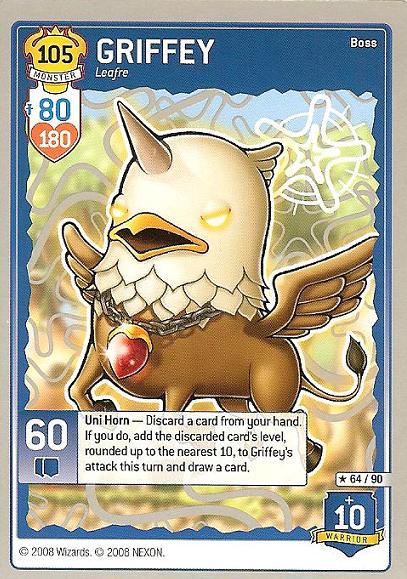 105
MONSTER
GRIFFEY
Leafre
Boss
80
180
60
Uni Horn — Discard a card from your hand.
If you do, add the discarded card's level,
rounded up to the nearest 10, to Griffey's
attack this turn and draw a card.
★ 64 / 90
10
WARRIOR
© 2008 Wizards. © 2008 NEXON.